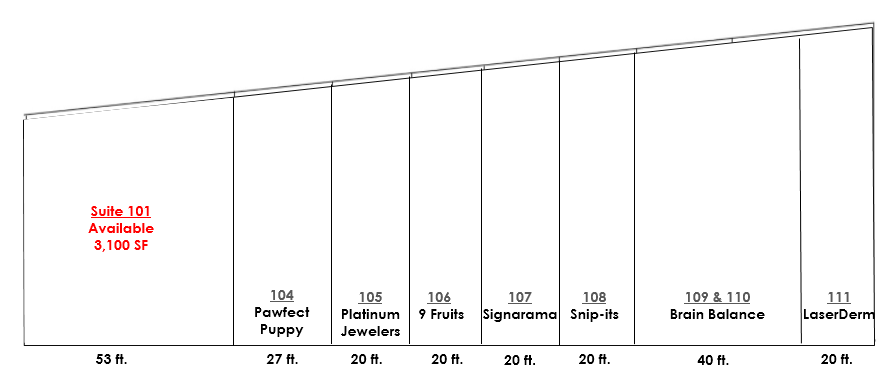 Suite 101
Available
3,100 SF
104
Pawfect
Puppy
105
Platinum
Jewelers
106
9 Fruits
107
Signarama
108
Snip-its
109 & 110
Brain Balance
111
LaserDerm
53 ft.
27 ft.
20 ft.
20 ft.
20 ft.
20 ft.
40 ft.
20 ft.